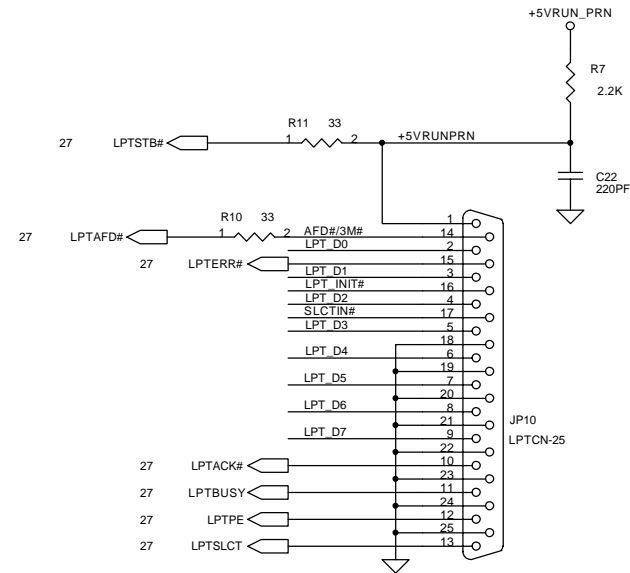 +5VRUN_PRN
R7
2.2K
R11 33
27 LPTSTB# 1 2 +5VRUNPRN
C22
220PF
1
R10 33
27 LPTAFD# 1 2 AFD#/3M# 14
LPT_D0 2
27 LPTERR# 15
LPT_D1 3
LPT_INIT# 16
LPT_D2 4
SLCTIN# 17
LPT_D3 5
18
LPT_D4 6
19
LPT_D5 7
20
LPT_D6 8
21
JP10
LPT_D7 9
LPTCN-25
22
27 LPTACK# 10
23
27 LPTBUSY 11
24
27 LPTPE 12
25
27 LPTSLCT 13